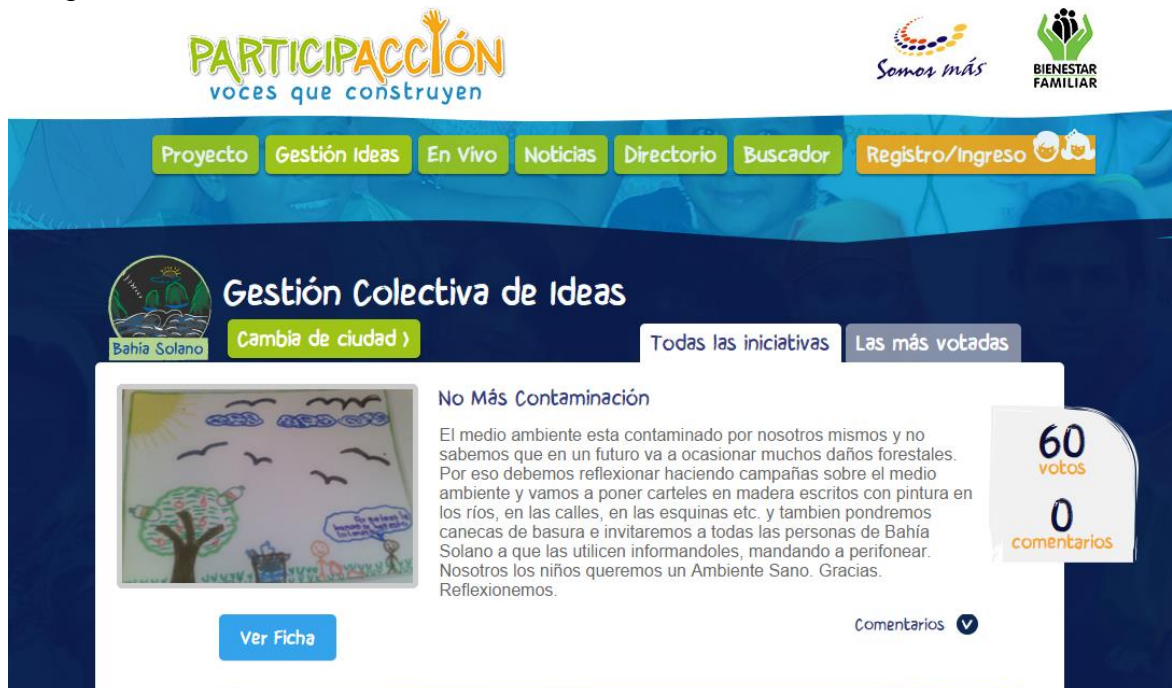 PARTICIPACCIÓN
voces que construyen
Somos más
BIENESTAR
FAMILIAR
Proyecto
Gestión Ideas
En Vivo
Noticias
Directorio
Buscador
Registro/Ingreso
Gestión Colectiva de Ideas
Bahía Solano
Cambia de ciudad >
Todas las iniciativas
Las más votadas
No Más Contaminación
El medio ambiente esta contaminado por nosotros mismos y no
sabemos que en un futuro va a ocasionar muchos daños forestales.
Por eso debemos reflexionar haciendo campañas sobre el medio
ambiente y vamos a poner carteles en madera escritos con pintura en
los ríos, en las calles, en las esquinas etc. y tambien pondremos
canecas de basura e invitaremos a todas las personas de Bahía
Solano a que las utilicen informandoles, mandando a perifonear.
Nosotros los niños queremos un Ambiente Sano. Gracias.
Reflexionemos.
60
votos
0
comentarios
Ver Ficha
Comentarios